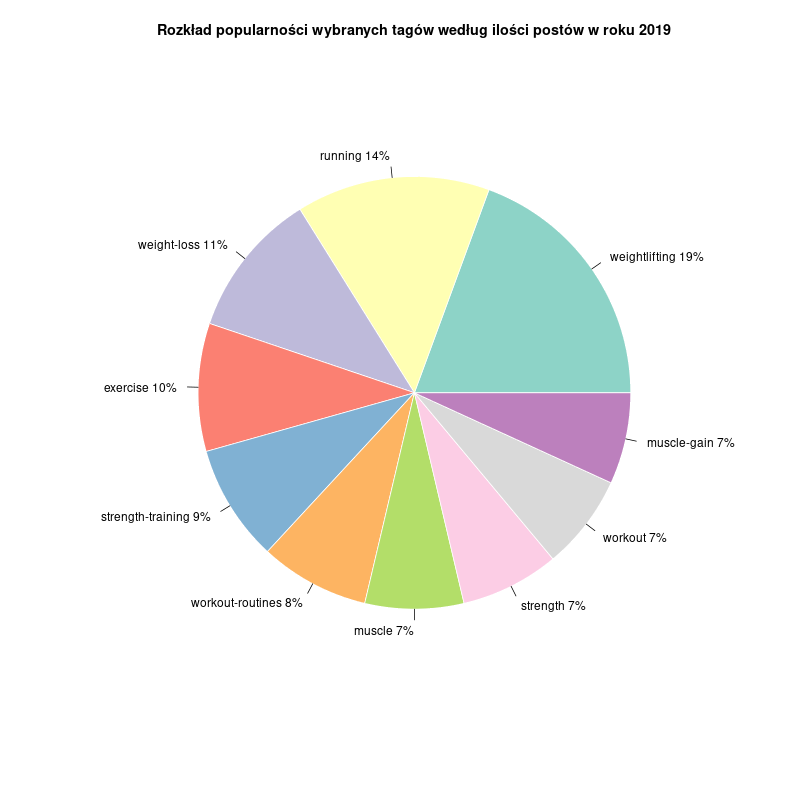 Rozkład popularności wybranych tagów według ilości postów w roku 2019
running 14%
weight-loss 11%
weightlifting 19%
exercise 10%
muscle-gain 7%
strength-training 9%
workout 7%
workout-routines 8%
strength 7%
muscle 7%